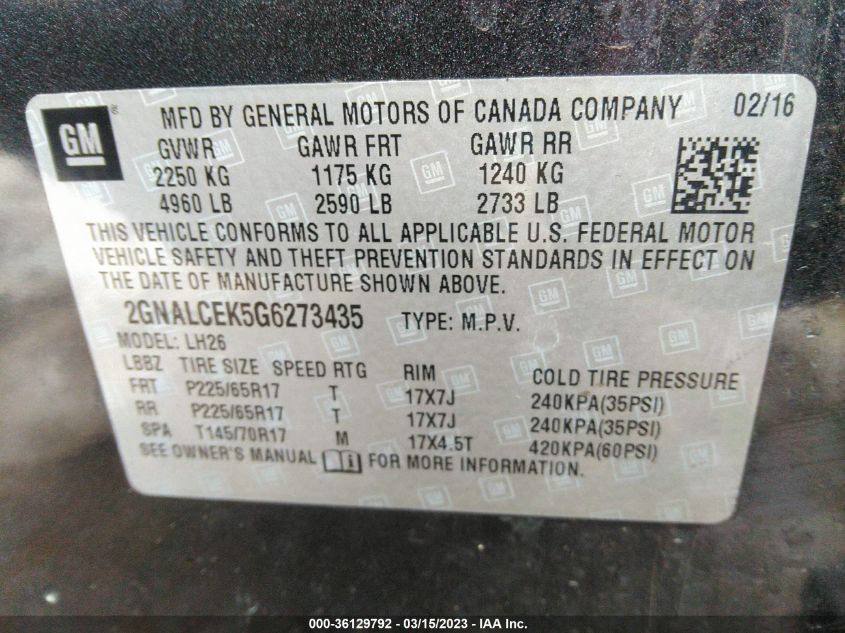 GM ® MFD BY GENERAL MOTORS OF CANADA COMPANY 02/16
GVWR GAWR FRT GAWR RR
2250 KG 1175 KG 1240 KG
4960 LB 2590 LB 2733 LB
THIS VEHICLE CONFORMS TO ALL APPLICABLE U.S. FEDERAL MOTOR
VEHICLE SAFETY AND THEFT PREVENTION STANDARDS IN EFFECT ON
THE DATE OF MANUFACTURE SHOWN ABOVE.
2GNALCEK5G6273435 TYPE: M.P.V.
MODEL: LH26
LBBZ TIRE SIZE SPEED RTG RIM COLD TIRE PRESSURE
FRT P225/65R17 T 17X7J 240KPA(35PSI)
RR P225/65R17 T 17X7J 240KPA(35PSI)
SPA T145/70R17 M 17X4.5T 420KPA(60PSI)
SEE OWNER'S MANUAL i FOR MORE INFORMATION.
000-36129792 - 03/15/2023 - IAA Inc.